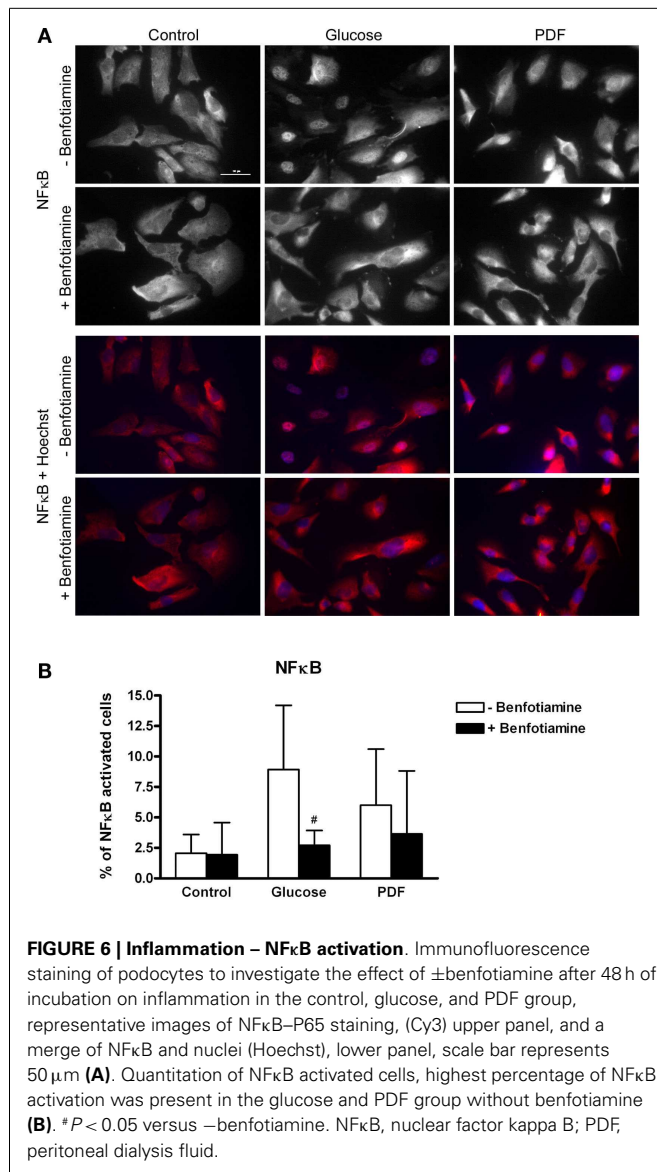 A
Control Glucose PDF
NFκB
- Benfotiamine
+ Benfotiamine
NFκB + Hoechst
- Benfotiamine
+ Benfotiamine
B
NFκB
% of NFκB activated cells
15.0
12.5
10.0
7.5
5.0
2.5
0.0
#
Control Glucose PDF
- Benfotiamine
+ Benfotiamine
FIGURE 6 | Inflammation – NFκB activation. Immunofluorescence
staining of podocytes to investigate the effect of ±benfotiamine after 48 h of
incubation on inflammation in the control, glucose, and PDF group,
representative images of NFκB–P65 staining, (Cy3) upper panel, and a
merge of NFκB and nuclei (Hoechst), lower panel, scale bar represents
50 μm (A). Quantitation of NFκB activated cells, highest percentage of NFκB
activation was present in the glucose and PDF group without benfotiamine
(B). #P < 0.05 versus −benfotiamine. NFκB, nuclear factor kappa B; PDF,
peritoneal dialysis fluid.